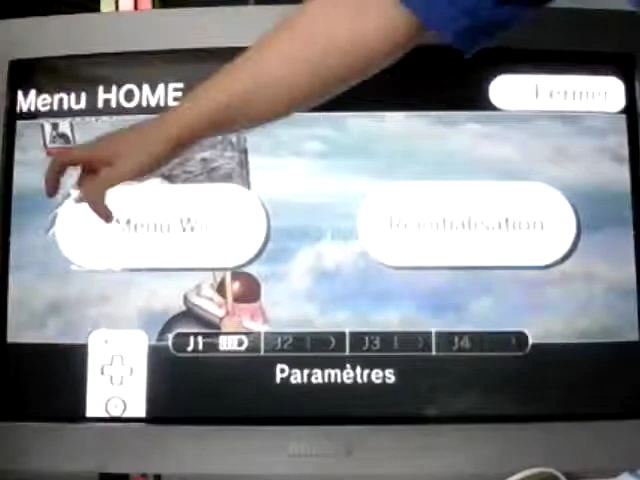 Menu HOME
Fermer
Menu Wii
Réinitialisation
J1 J2 J3 J4
Paramètres